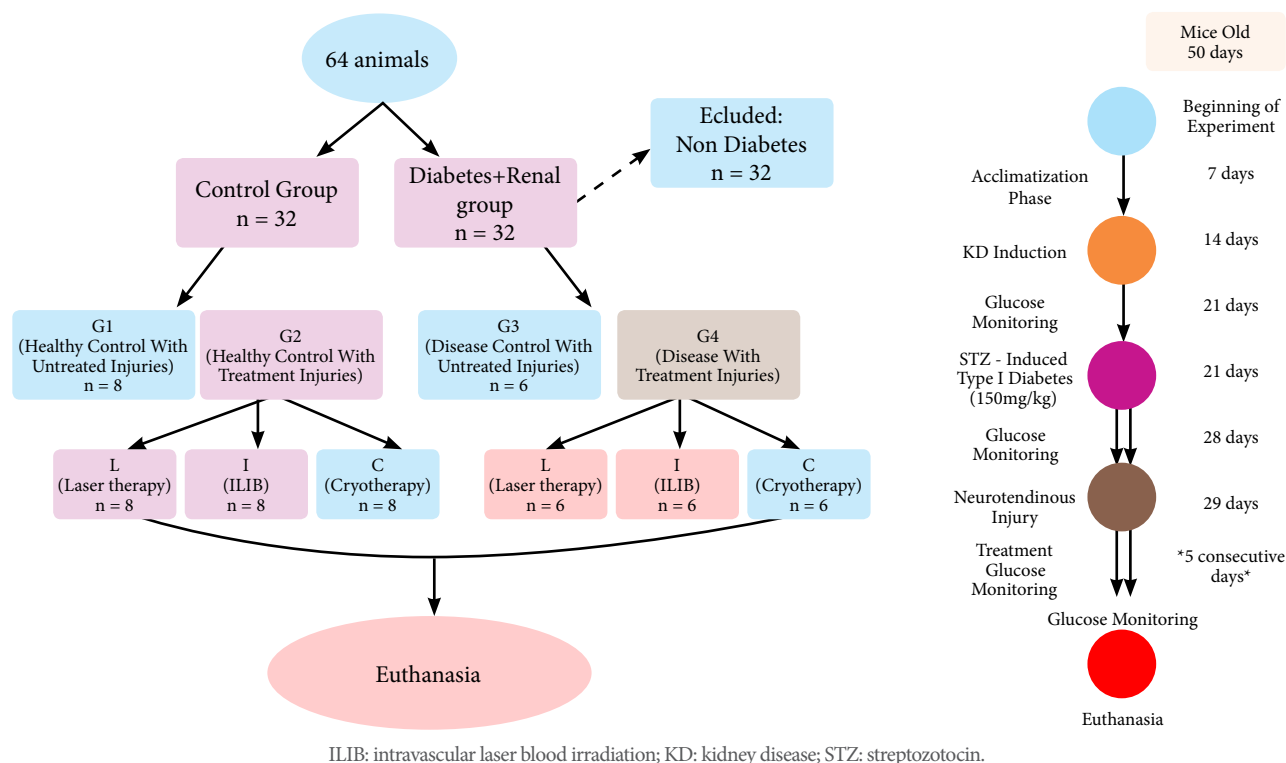 64 animals
Control Group
n = 32
Diabetes+Renal
group
n = 32
Ecluded:
Non Diabetes
n = 32
G1
(Healthy Control With
Untreated Injuries)
n = 8
G2
(Healthy Control With
Treatment Injuries)
G3
(Disease Control With
Untreated Injuries)
n = 6
G4
(Disease With
Treatment Injuries)
L
(Laser therapy)
n = 8
I
(ILIB)
n = 8
C
(Cryotherapy)
n = 8
L
(Laser therapy)
n = 6
I
(ILIB)
n = 6
C
(Cryotherapy)
n = 6
Euthanasia
Mice Old
50 days
Beginning of
Experiment
Acclimatization
Phase
7 days
KD Induction
14 days
Glucose
Monitoring
21 days
STZ - Induced
Type I Diabetes
(150mg/kg)
21 days
Glucose
Monitoring
28 days
Neurotendinous
Injury
29 days
Treatment
Glucose
Monitoring
*5 consecutive
days*
Glucose Monitoring
Euthanasia
ILIB: intravascular laser blood irradiation; KD: kidney disease; STZ: streptozotocin.